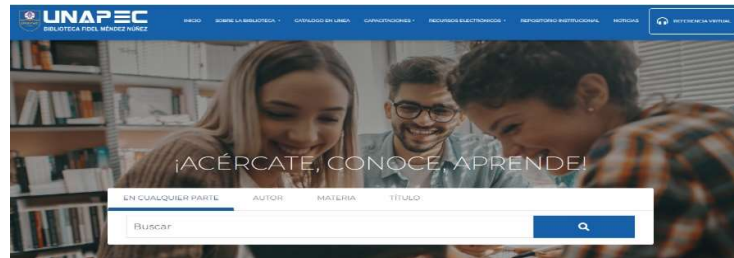 UNAPEC
BIBLIOTECA FIDEL MÉNDEZ NÚÑEZ
INICIO SOBRE LA BIBLIOTECA CATÁLOGO EN LÍNEA CAPACITACIONES RECURSOS ELECTRÓNICOS REPOSITORIO INSTITUCIONAL NOTICIAS REFERENCIA VIRTUAL
¡ACÉRCATE, CONOCE, APRENDE!
EN CUALQUIER PARTE AUTOR MATERIA TÍTULO
Buscar